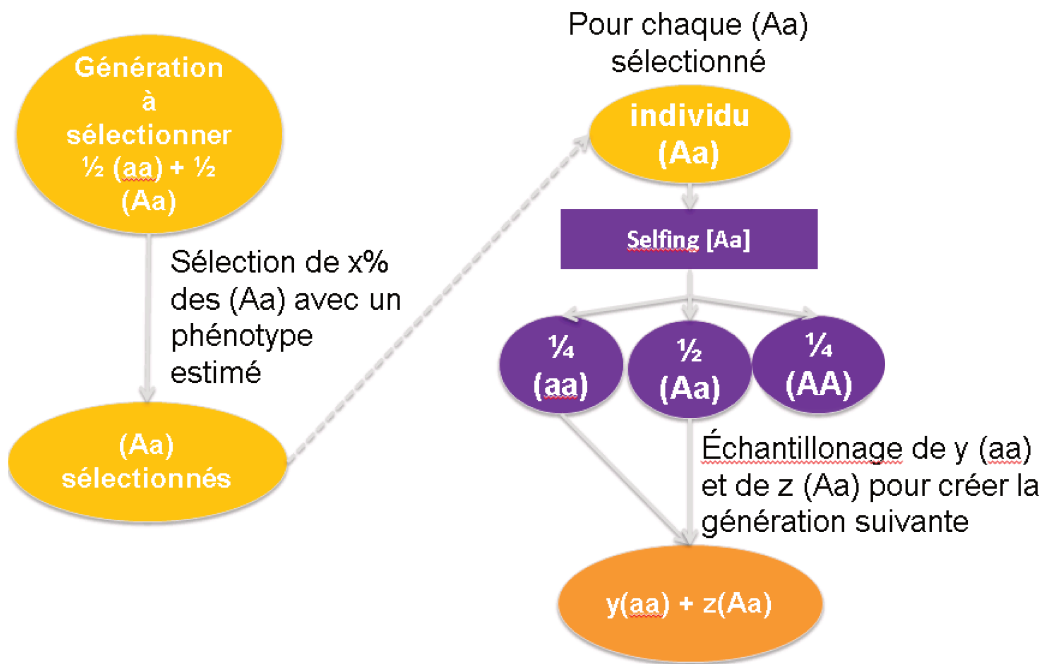 Génération
à
sélectionner
½ (aa) + ½
(Aa)
Sélection de x%
des (Aa) avec un
phénotype
estimé
(Aa)
sélectionnés
Pour chaque (Aa)
sélectionné
individu
(Aa)
Selfing [Aa]
¼
(aa)
½
(Aa)
¼
(AA)
Échantillonage de y (aa)
et de z (Aa) pour créer la
génération suivante
y(aa) + z(Aa)